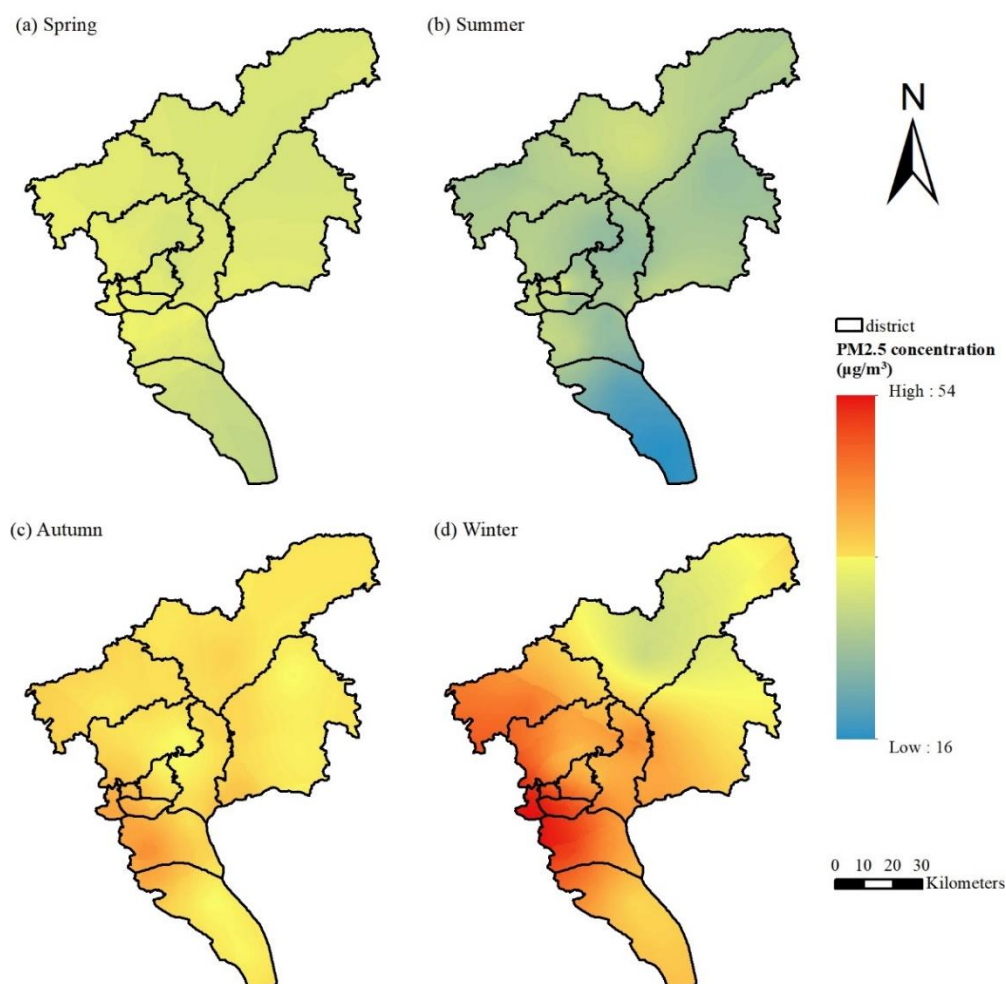 (a) Spring
(b) Summer
N
district
PM2.5 concentration
(μg/m³)
High : 54
Low : 16
(c) Autumn
(d) Winter
0 10 20 30
Kilometers